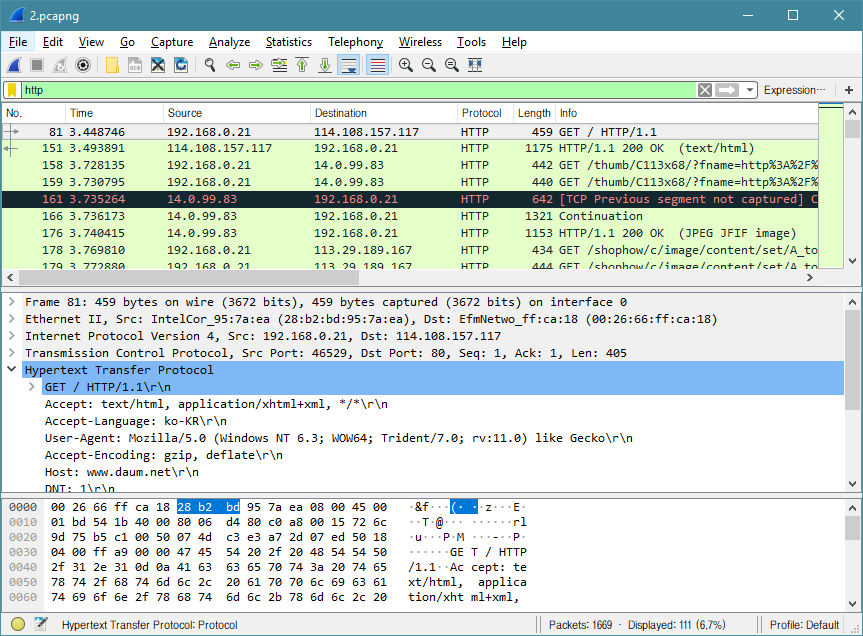 2.pcapng
File Edit View Go Capture Analyze Statistics Telephony Wireless Tools Help
http Expression… +
No. Time Source Destination Protocol Length Info
81 3.448746 192.168.0.21 114.108.157.117 HTTP 459 GET / HTTP/1.1
151 3.493891 114.108.157.117 192.168.0.21 HTTP 1175 HTTP/1.1 200 OK (text/html)
158 3.728135 192.168.0.21 14.0.99.83 HTTP 442 GET /thumb/C113x68/?fname=http%3A%2F%
159 3.730795 192.168.0.21 14.0.99.83 HTTP 440 GET /thumb/C113x68/?fname=http%3A%2F%
161 3.735264 14.0.99.83 192.168.0.21 HTTP 642 [TCP Previous segment not captured] C
166 3.736173 14.0.99.83 192.168.0.21 HTTP 1321 Continuation
176 3.740415 14.0.99.83 192.168.0.21 HTTP 1153 HTTP/1.1 200 OK (JPEG JFIF image)
178 3.769810 192.168.0.21 113.29.189.167 HTTP 434 GET /shophow/c/image/content/set/A_to
179 3.772880 192.168.0.21 113.29.189.167 HTTP 444 GET /shophow/c/image/content/set/A_to
Frame 81: 459 bytes on wire (3672 bits), 459 bytes captured (3672 bits) on interface 0
Ethernet II, Src: IntelCor_95:7a:ea (28:b2:bd:95:7a:ea), Dst: EfmNetwo_ff:ca:18 (00:26:66:ff:ca:18)
Internet Protocol Version 4, Src: 192.168.0.21, Dst: 114.108.157.117
Transmission Control Protocol, Src Port: 46529, Dst Port: 80, Seq: 1, Ack: 1, Len: 405
Hypertext Transfer Protocol
GET / HTTP/1.1\r\n
Accept: text/html, application/xhtml+xml, */*\r\n
Accept-Language: ko-KR\r\n
User-Agent: Mozilla/5.0 (Windows NT 6.3; WOW64; Trident/7.0; rv:11.0) like Gecko\r\n
Accept-Encoding: gzip, deflate\r\n
Host: www.daum.net\r\n
DNT: 1\r\n
0000 00 26 66 ff ca 18 28 b2 bd 95 7a ea 08 00 45 00 ·&f···(· ··z···E·
0010 01 bd 54 1b 40 00 80 06 d4 80 c0 a8 00 15 72 6c ··T·@··· ······rl
0020 9d 75 b5 c1 00 50 07 4d c3 e3 a7 2d 07 ed 50 18 ·u···P·M ···-··P·
0030 04 00 ff a9 00 00 47 45 54 20 2f 20 48 54 54 50 ······GE T / HTTP
0040 2f 31 2e 31 0d 0a 41 63 63 65 70 74 3a 20 74 65 /1.1··Ac cept: te
0050 78 74 2f 68 74 6d 6c 2c 20 61 70 70 6c 69 63 61 xt/html, applica
0060 74 69 6f 6e 2f 78 68 74 6d 6c 2b 78 6d 6c 2c 20 tion/xht ml+xml,
Hypertext Transfer Protocol: Protocol Packets: 1669 · Displayed: 111 (6,7%) Profile: Default